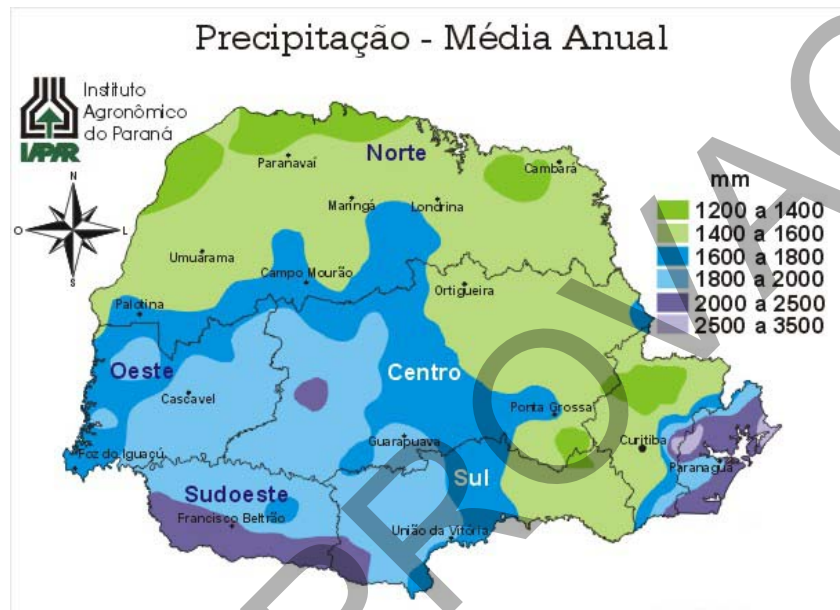 Precipitação - Média Anual
Instituto
Agronômico
do Paraná
IAPAR
N
O
L
S
Paranavaí
Norte
Cambará
Maringá
Londrina
Umuarama
Campo Mourão
Ortigueira
Palotina
Oeste
Centro
Cascavel
Ponta Grossa
Guarapuava
Curitiba
Foz do Iguaçú
Sul
Paranaguá
Sudoeste
Francisco Beltrão
União da Vitória
mm
1200 a 1400
1400 a 1600
1600 a 1800
1800 a 2000
2000 a 2500
2500 a 3500
PROVAÇ